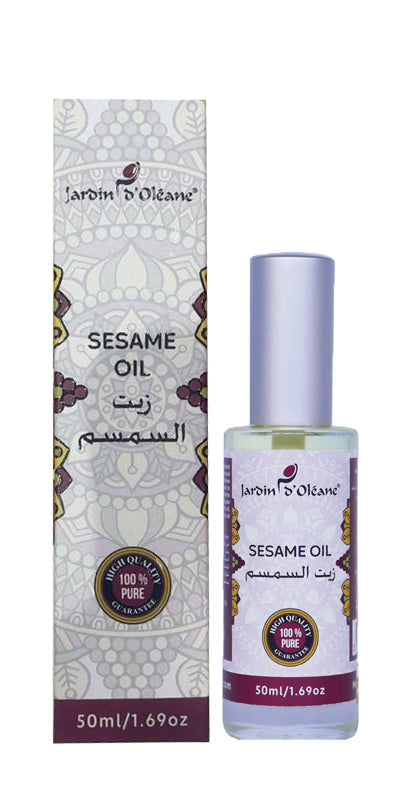 Jardin d'Oléane®
SESAME
OIL
زيت
السمسم
HIGH QUALITY
100 %
PURE
GUARANTEE
50ml/1.69oz
Jardin d'Oléane®
SESAME OIL
زيت السمسم
HIGH QUALITY
100 %
PURE
GUARANTEE
50ml/1.69oz